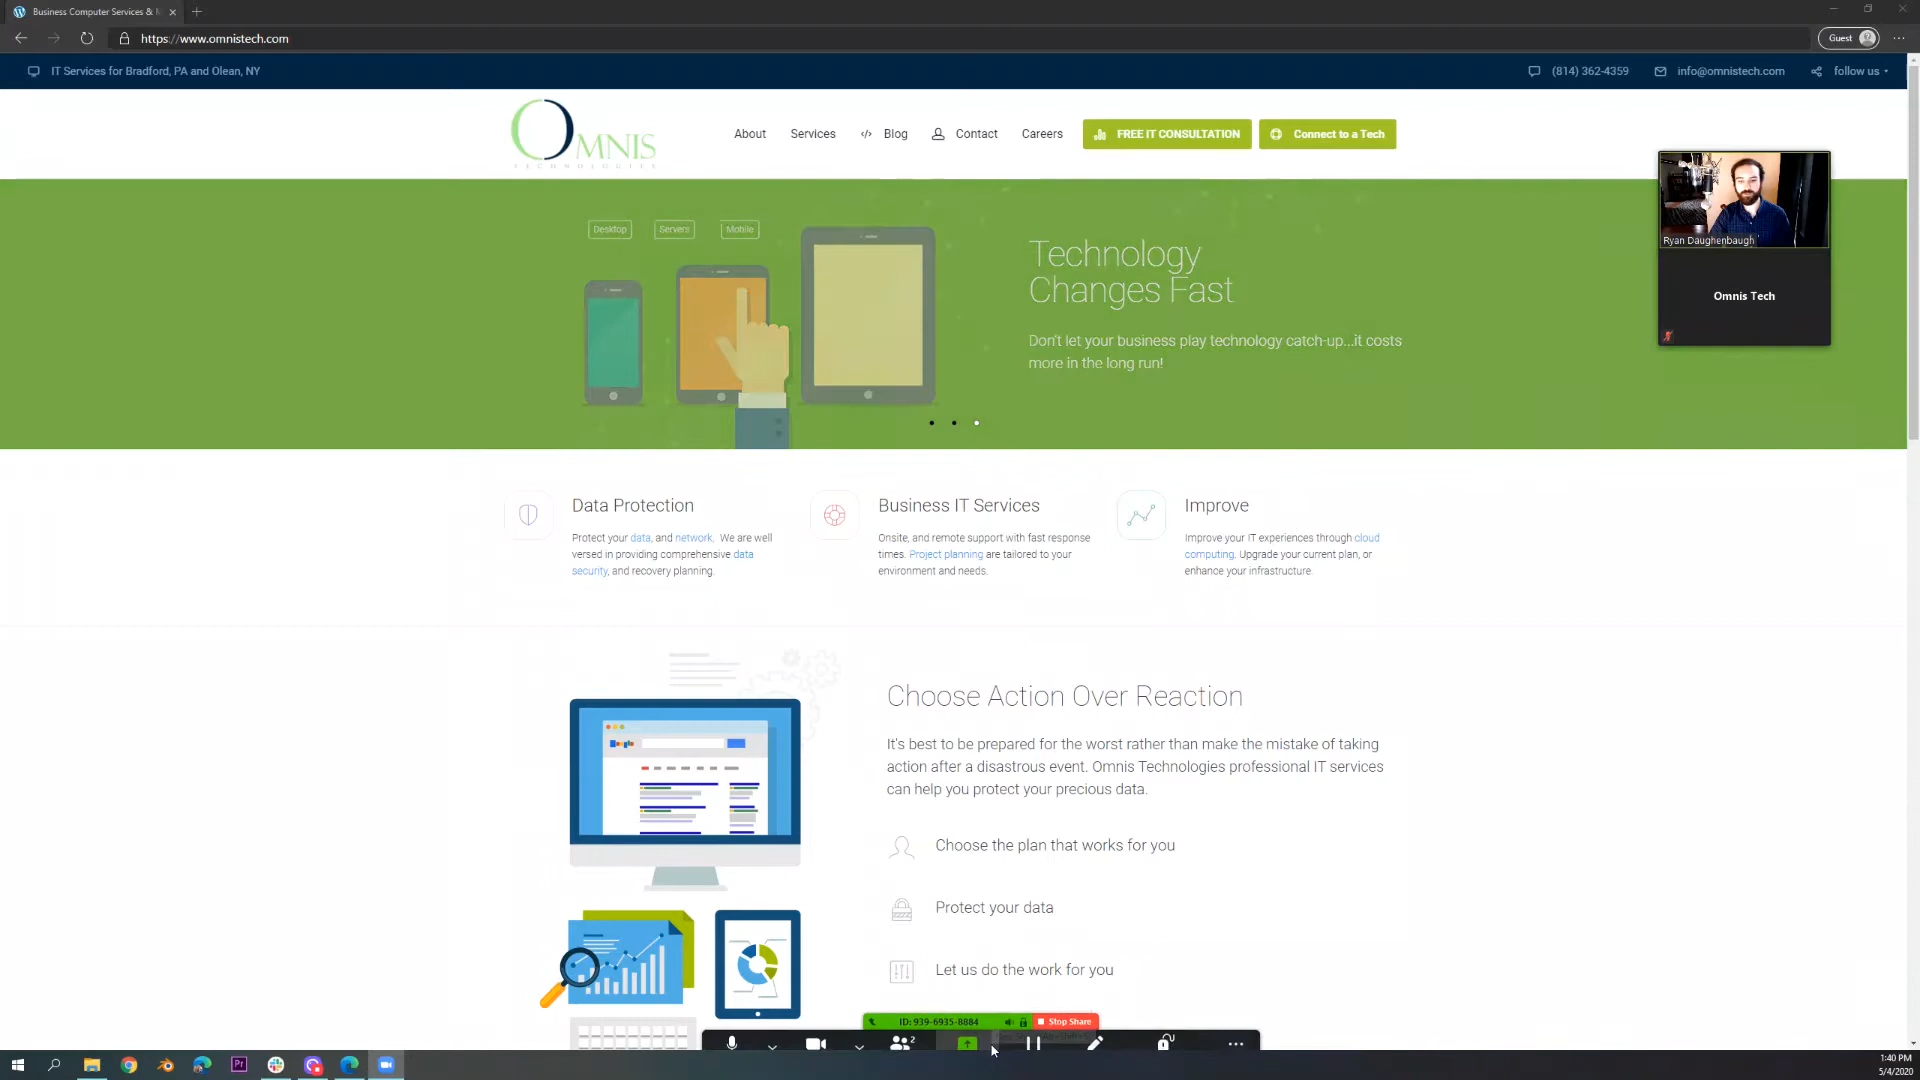 Business Computer Services &
https://www.omnistech.com
Guest
IT Services for Bradford, PA and Olean, NY
(814) 362-4359
info@omnistech.com
follow us
OMNIS
TECHNOLOGIES
About
Services
Blog
Contact
Careers
FREE IT CONSULTATION
Connect to a Tech
Ryan Daughenbaugh
Omnis Tech
Desktop
Servers
Mobile
Technology
Changes Fast
Don't let your business play technology catch-up...it costs
more in the long run!
Data Protection
Protect your data, and network. We are well
versed in providing comprehensive data
security, and recovery planning.
Business IT Services
Onsite, and remote support with fast response
times. Project planning are tailored to your
environment and needs.
Improve
Improve your IT experiences through cloud
computing. Upgrade your current plan, or
enhance your infrastructure.
Choose Action Over Reaction
It's best to be prepared for the worst rather than make the mistake of taking
action after a disastrous event. Omnis Technologies professional IT services
can help you protect your precious data.
Choose the plan that works for you
Protect your data
Let us do the work for you
ID: 939-6935-8884
Stop Share
2
Pr
1:40 PM
5/4/2020